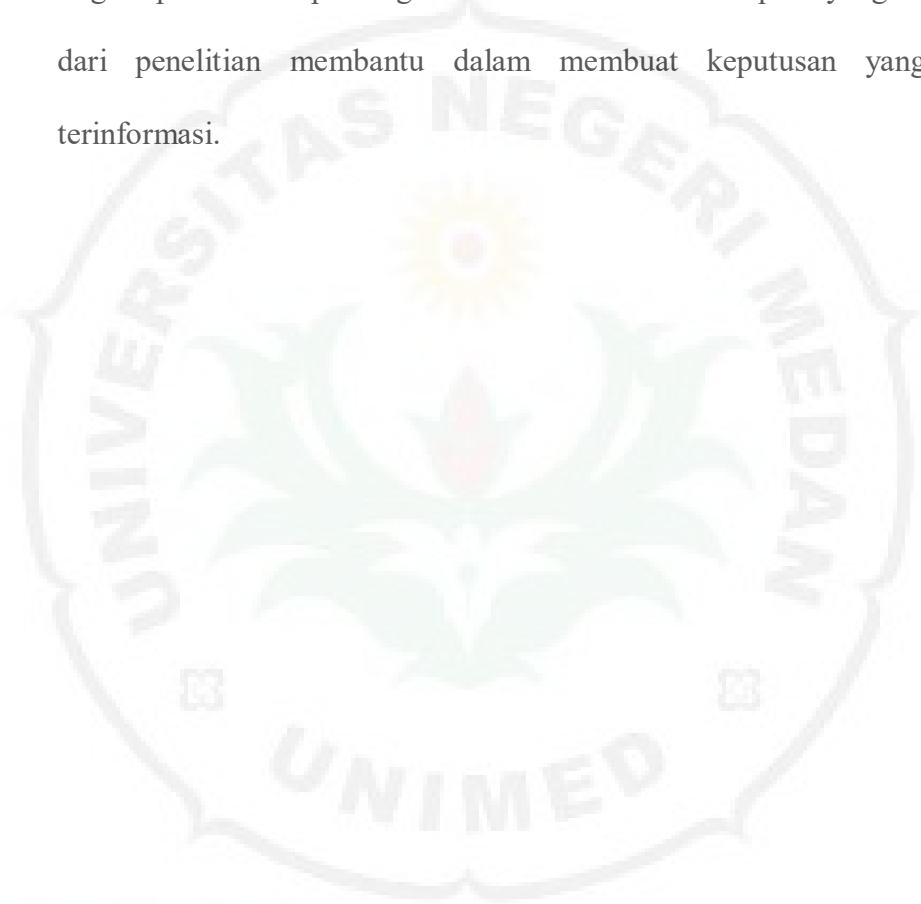 dari penelitian membantu dalam membuat keputusan yang
terinformasi.
UNIVERSITAS NEGERI MEDAN
UNIMED